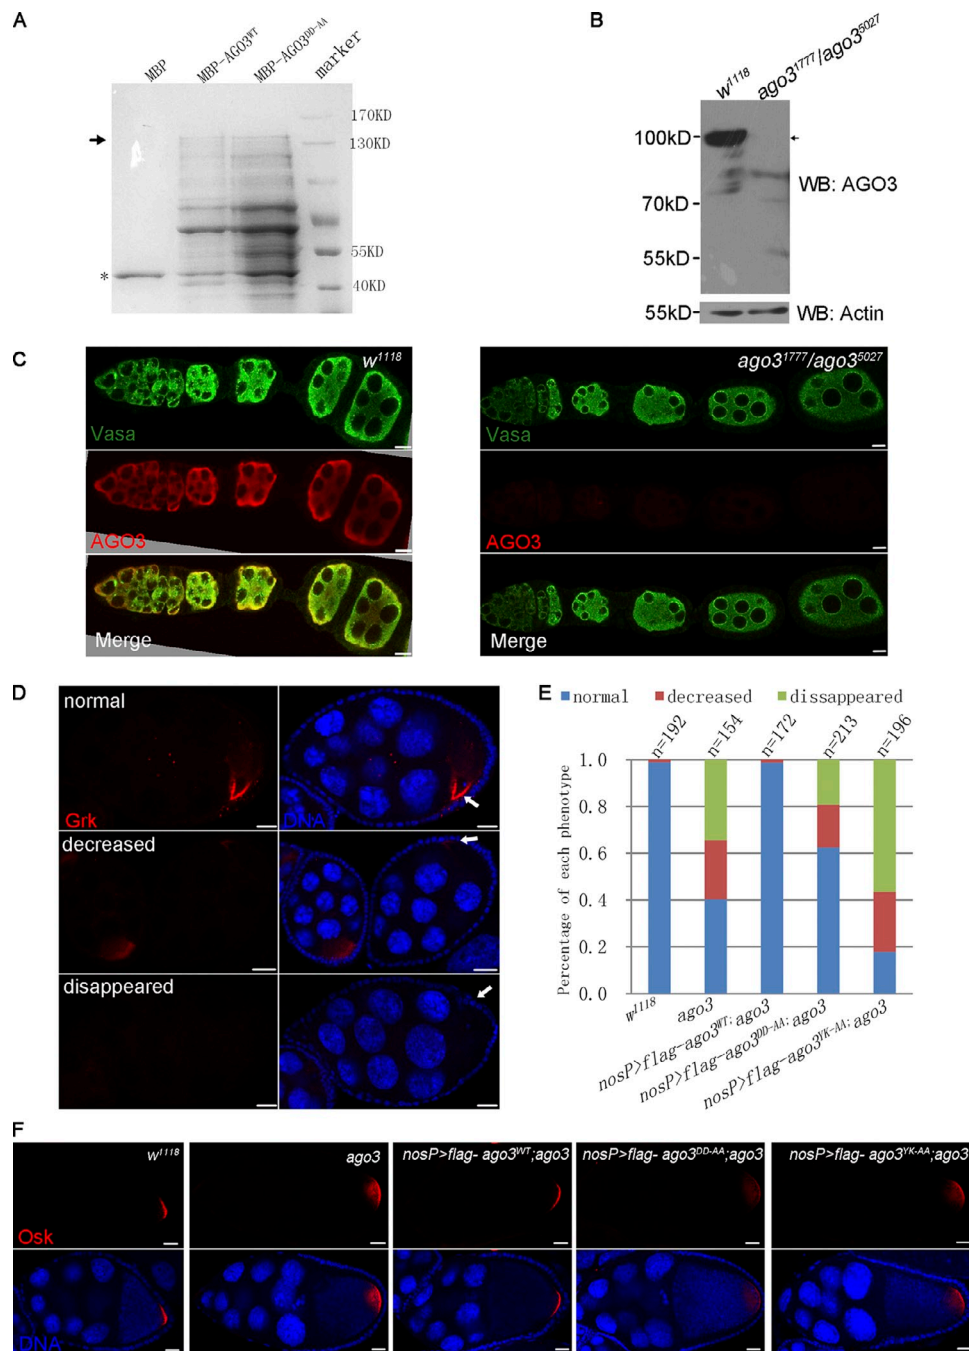 A
MBP
MBP-AGO3WT
MBP-AGO3DD-AA
marker
170KD
130KD
55KD
*
40KD
B
w1118
ago31777/ago35027
100kD
WB: AGO3
70kD
55kD
55kD
WB: Actin
C
w1118
Vasa
AGO3
Merge
ago31777/ago35027
Vasa
AGO3
Merge
D
normal
Grk
DNA
decreased
disappeared
E
normal decreased dissappeared
n=192
n=154
n=172
n=213
n=196
Percentage of each phenotype
1.0
0.8
0.6
0.4
0.2
0.0
w1118
ago3
nosP>flag-ago3WT; ago3
nosP>flag-ago3DD-AA; ago3
nosP>flag-ago3YK-AA; ago3
F
w1118
ago3
nosP>flag- ago3WT;ago3
nosP>flag- ago3DD-AA;ago3
nosP>flag- ago3YK-AA;ago3
Osk
DNA